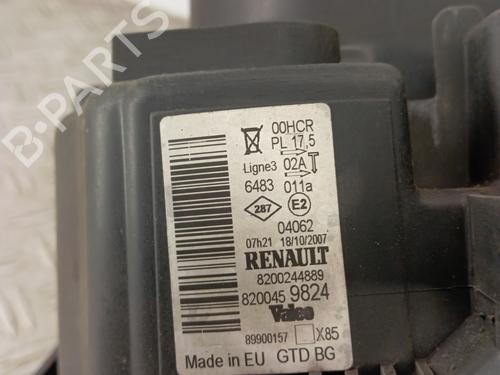 B-PARTS
00HCR
PL 17,5
Ligne3 02A
6483 011a
287 E2
04062
07h21 18/10/2007
RENAULT
8200244889
820045 9824
Valeo
89900157 X85
Made in EU GTD BG